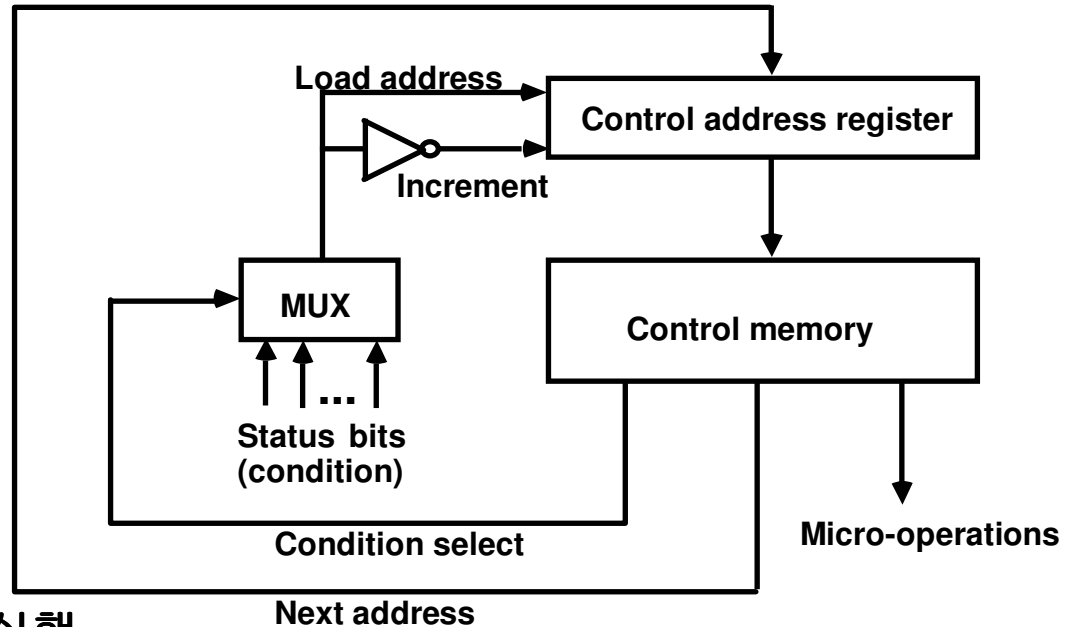 Load address
Control address register
Increment
MUX
Control memory
...
Status bits
(condition)
Micro-operations
Condition select
Next address